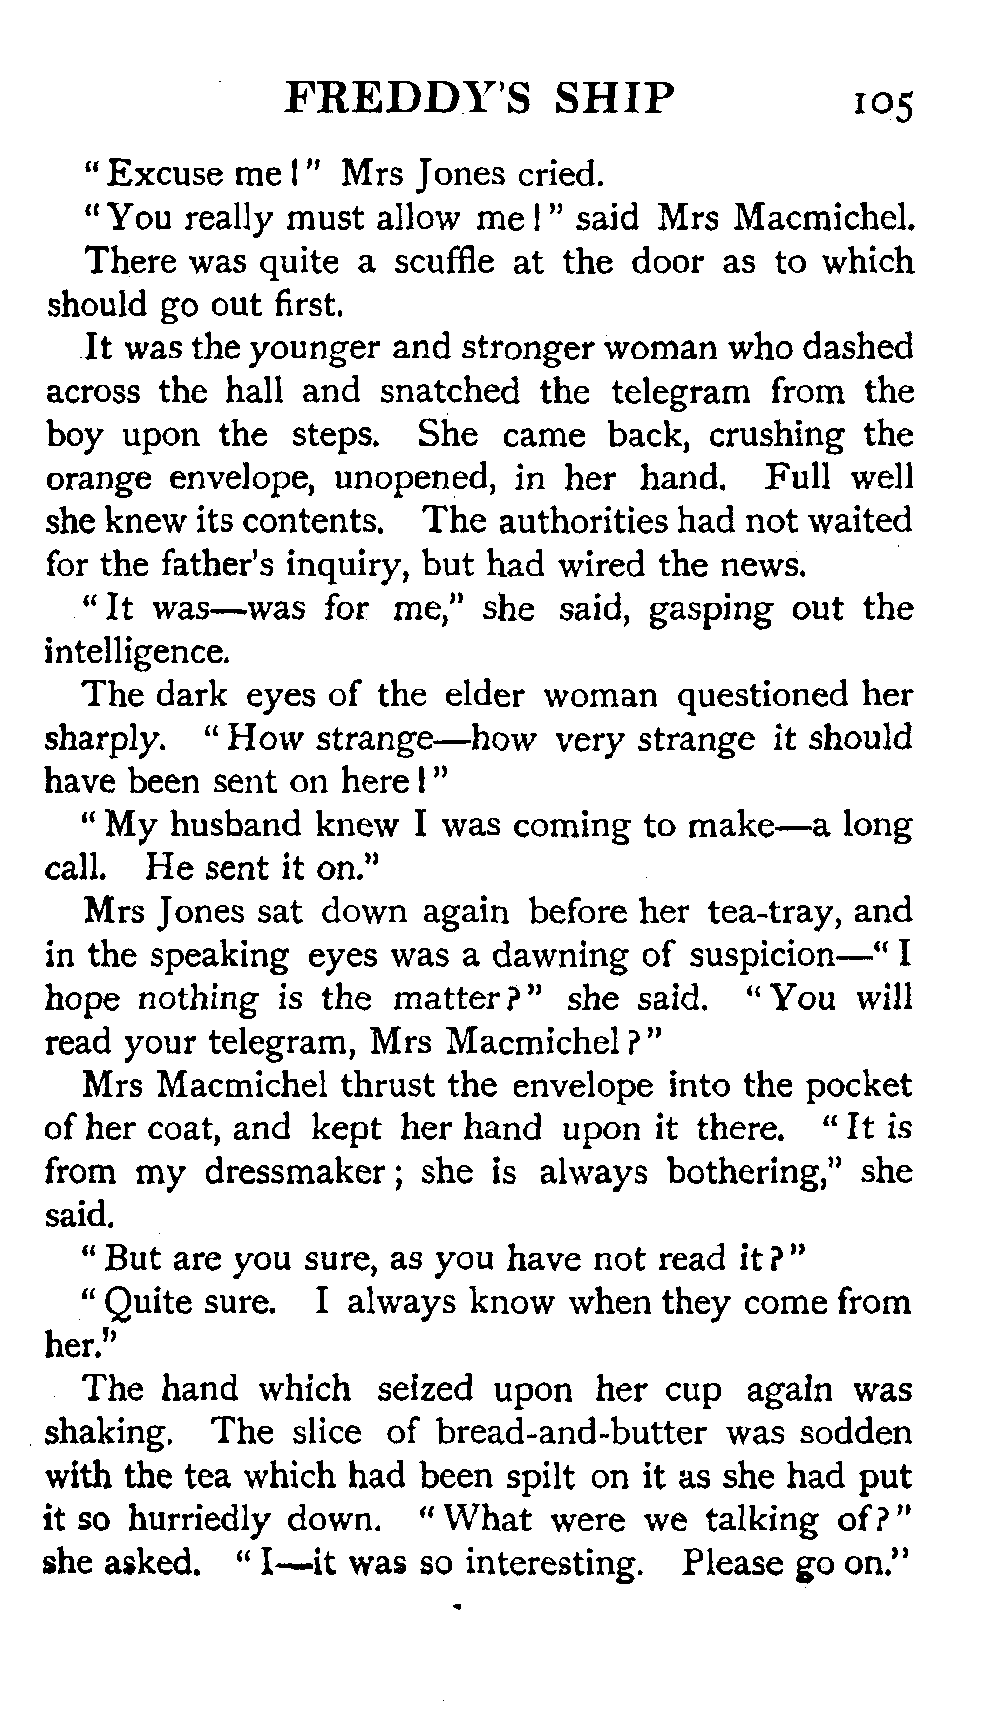 FREDDY'S SHIP 105
"Excuse me!" Mrs Jones cried.
"You really must allow me!" said Mrs Macmichel.
There was quite a scuffle at the door as to which
should go out first.
It was the younger and stronger woman who dashed
across the hall and snatched the telegram from the
boy upon the steps. She came back, crushing the
orange envelope, unopened, in her hand. Full well
she knew its contents. The authorities had not waited
for the father's inquiry, but had wired the news.
"It was—was for me," she said, gasping out the
intelligence.
The dark eyes of the elder woman questioned her
sharply. "How strange—how very strange it should
have been sent on here!"
"My husband knew I was coming to make—a long
call. He sent it on."
Mrs Jones sat down again before her tea-tray, and
in the speaking eyes was a dawning of suspicion—"I
hope nothing is the matter?" she said. "You will
read your telegram, Mrs Macmichel?"
Mrs Macmichel thrust the envelope into the pocket
of her coat, and kept her hand upon it there. "It is
from my dressmaker; she is always bothering," she
said.
"But are you sure, as you have not read it?"
"Quite sure. I always know when they come from
her."
The hand which seized upon her cup again was
shaking. The slice of bread-and-butter was sodden
with the tea which had been spilt on it as she had put
it so hurriedly down. "What were we talking of?"
she asked. "I—it was so interesting. Please go on."